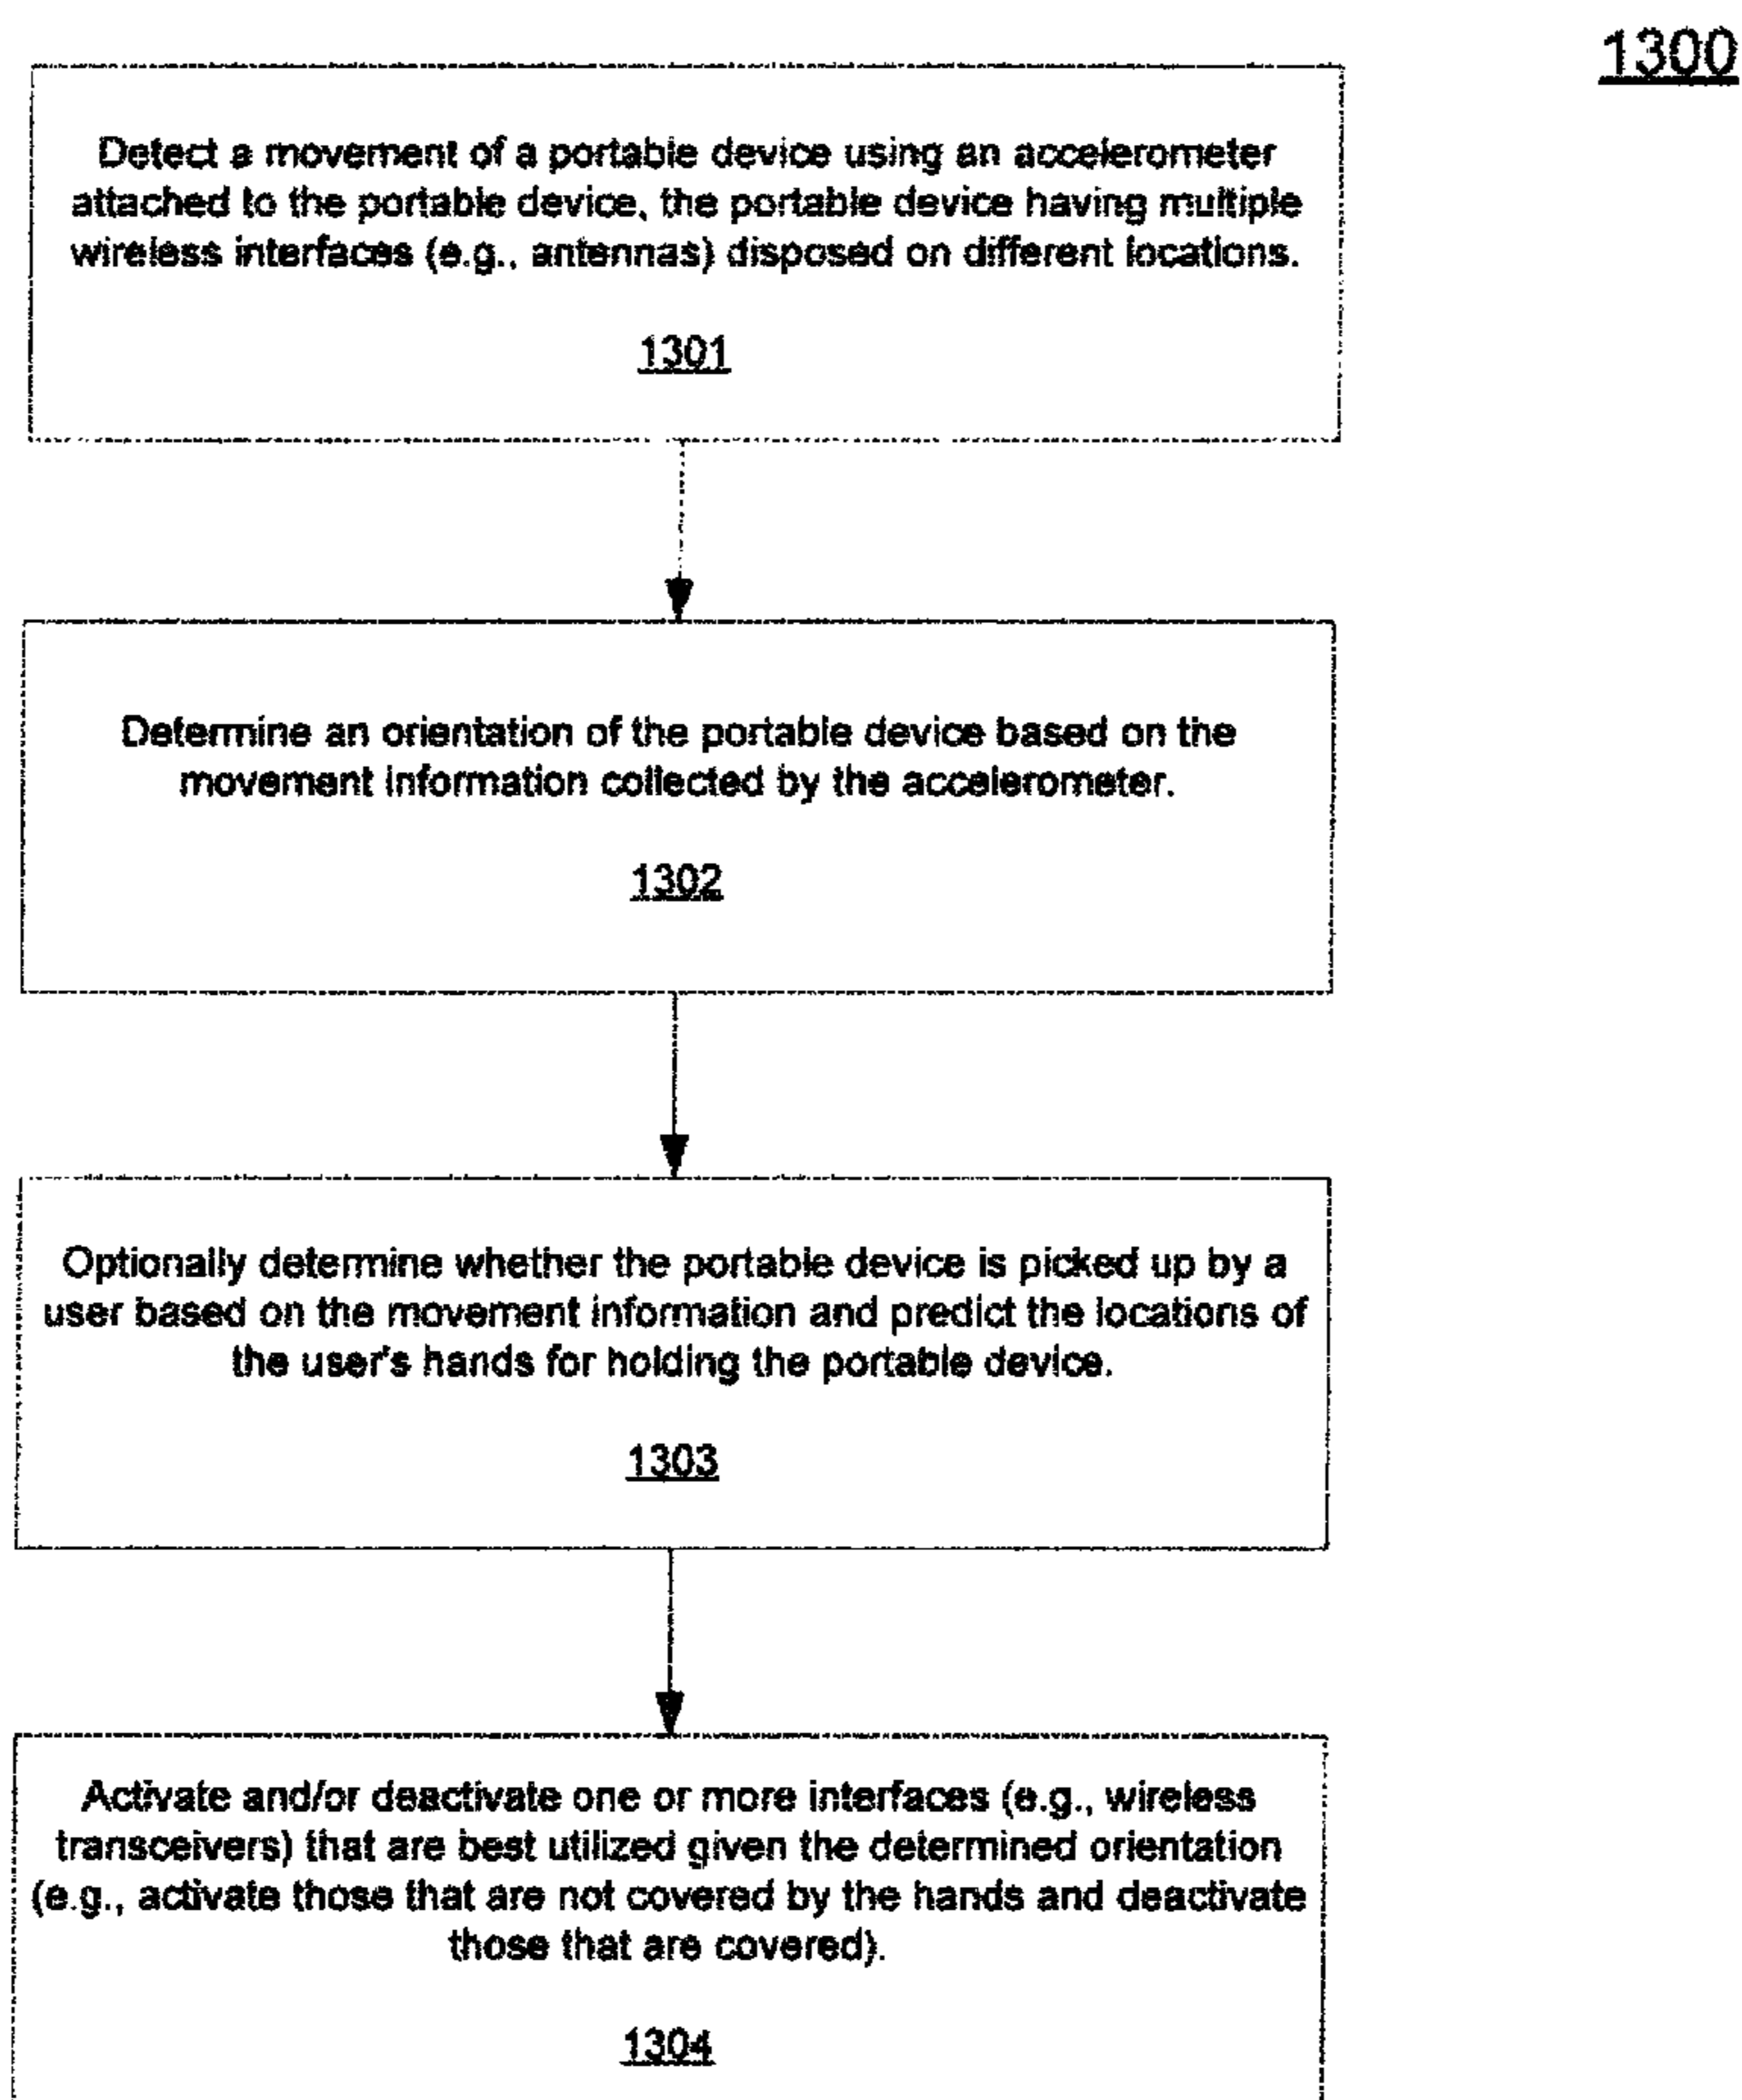 1300
Detect a movement of a portable device using an accelerometer
attached to the portable device, the portable device having multiple
wireless interfaces (e.g., antennas) disposed on different locations.
1301
Determine an orientation of the portable device based on the
movement information collected by the accelerometer.
1302
Optionally determine whether the portable device is picked up by a
user based on the movement information and predict the locations of
the user's hands for holding the portable device.
1303
Activate and/or deactivate one or more interfaces (e.g., wireless
transceivers) that are best utilized given the determined orientation
(e.g., activate those that are not covered by the hands and deactivate
those that are covered).
1304